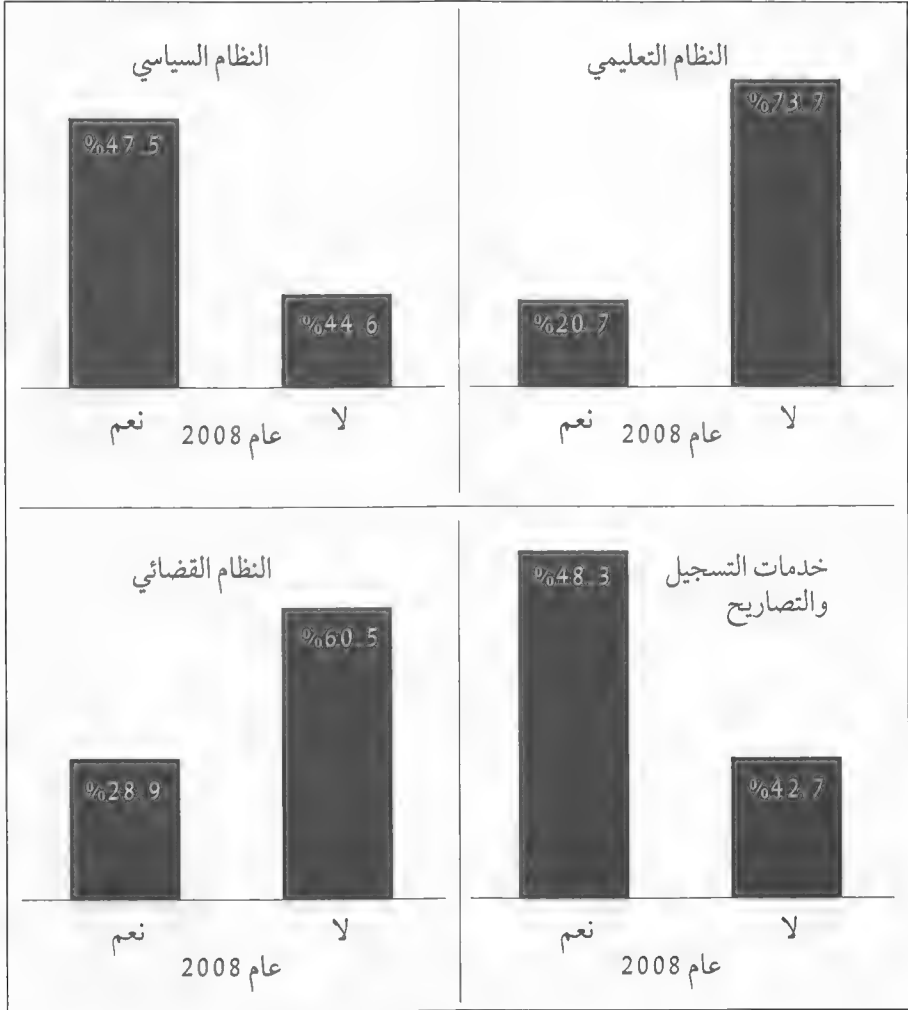 النظام التعليمي
%73.7
%20.7
لا
نعم
عام 2008
النظام السياسي
%47.5
%44.6
لا
نعم
عام 2008
خدمات التسجيل
والتصاريح
%48.3
%42.7
لا
نعم
عام 2008
النظام القضائي
%60.5
%28.9
لا
نعم
عام 2008